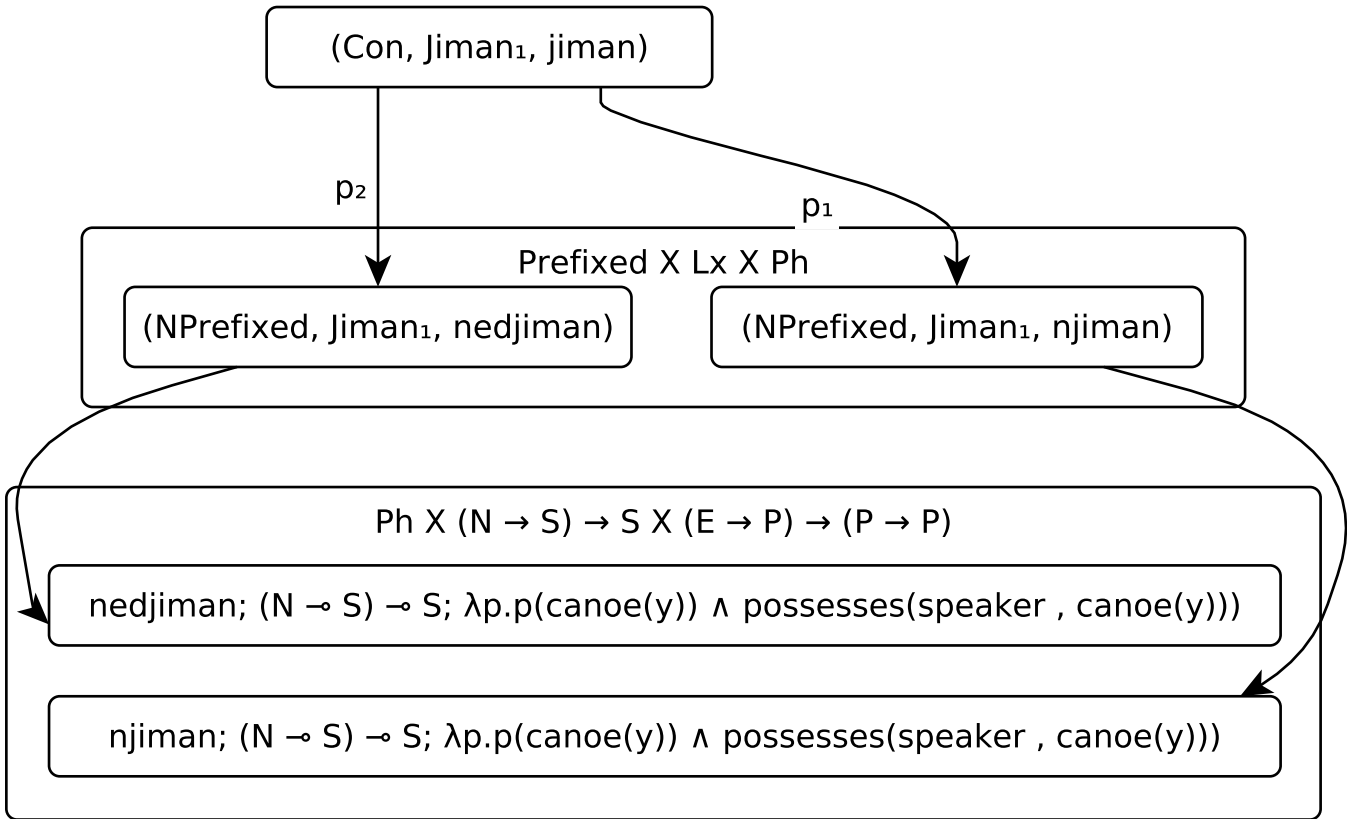 (Con, Jiman₁, jiman)
p₂
p₁
Prefixed X Lx X Ph
(NPrefixed, Jiman₁, nedjiman)
(NPrefixed, Jiman₁, njiman)
Ph X (N → S) → S X (E → P) → (P → P)
nedjiman; (N ⊸ S) ⊸ S; λp.p(canoe(y)) ∧ possesses(speaker , canoe(y)))
njiman; (N ⊸ S) ⊸ S; λp.p(canoe(y)) ∧ possesses(speaker , canoe(y)))